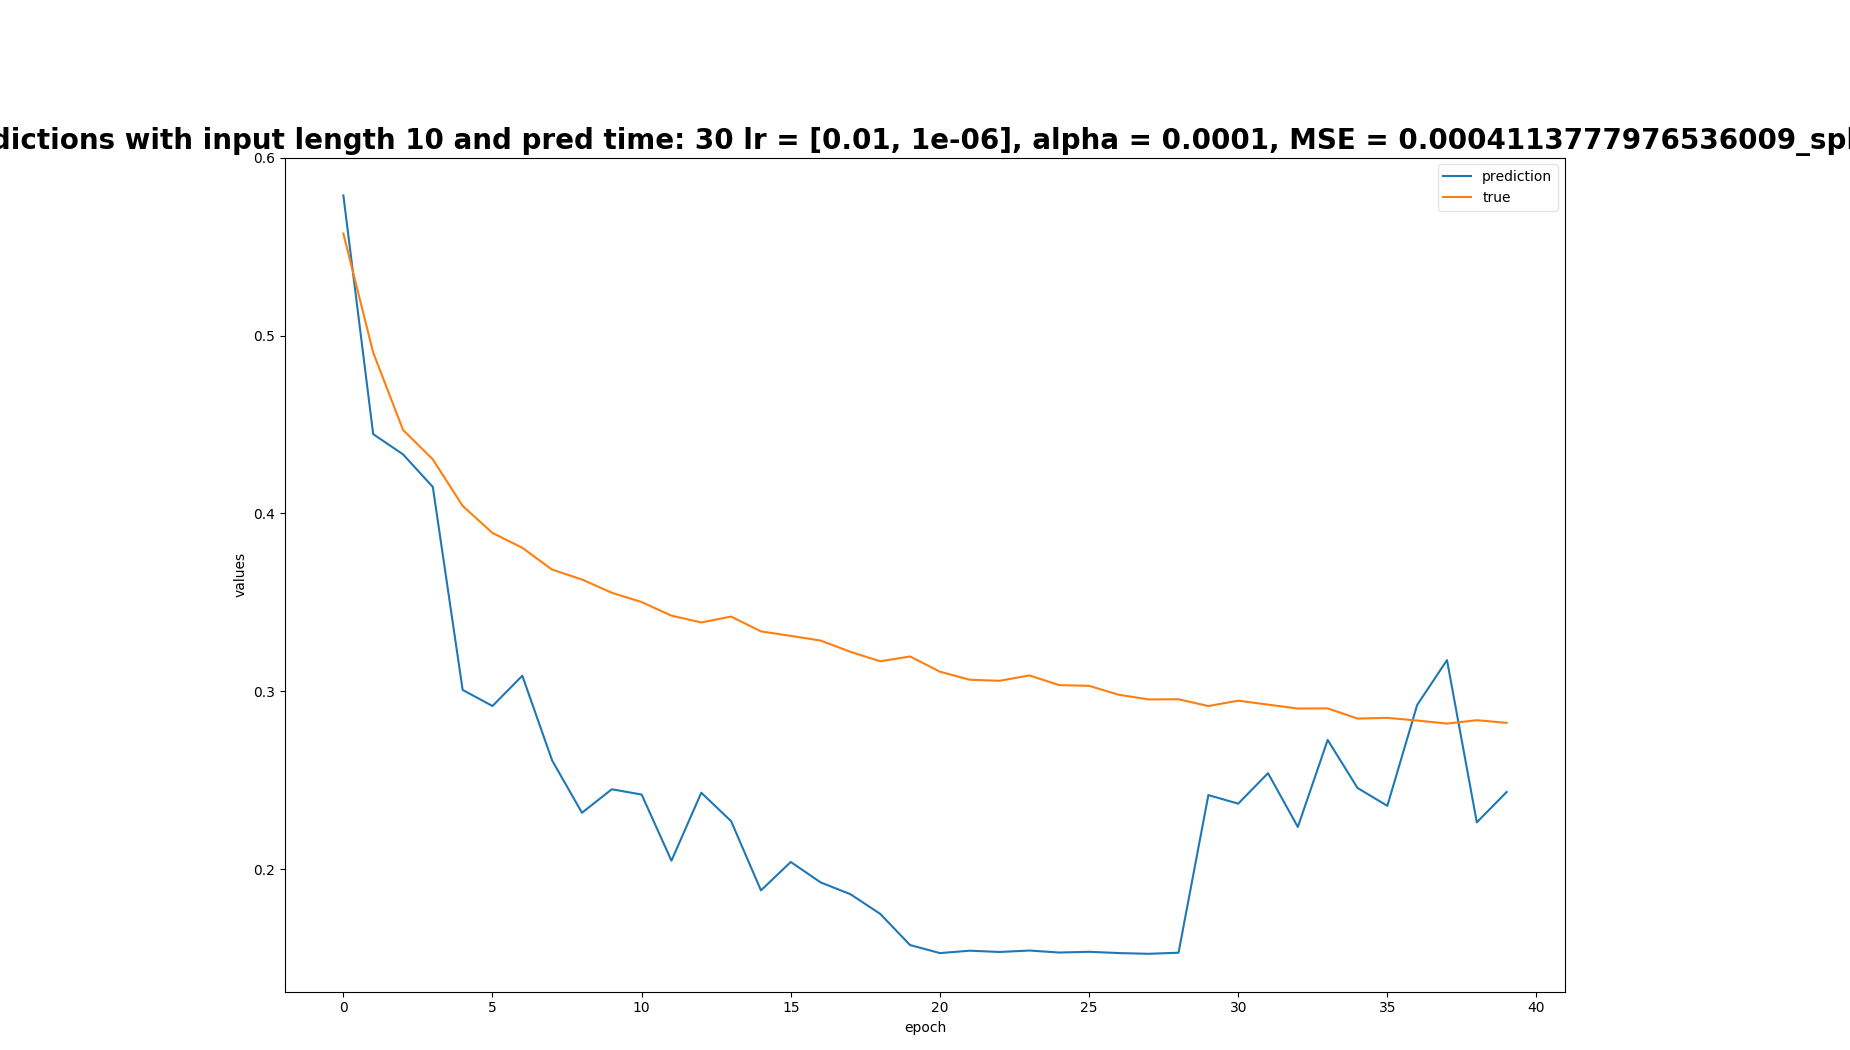 dictions with input length 10 and pred time: 30 lr = [0.01, 1e-06], alpha = 0.0001, MSE = 0.0004113777976536009_spl
prediction
true
0.6
0.5
0.4
0.3
0.2
values
0 5 10 15 20 25 30 35 40
epoch